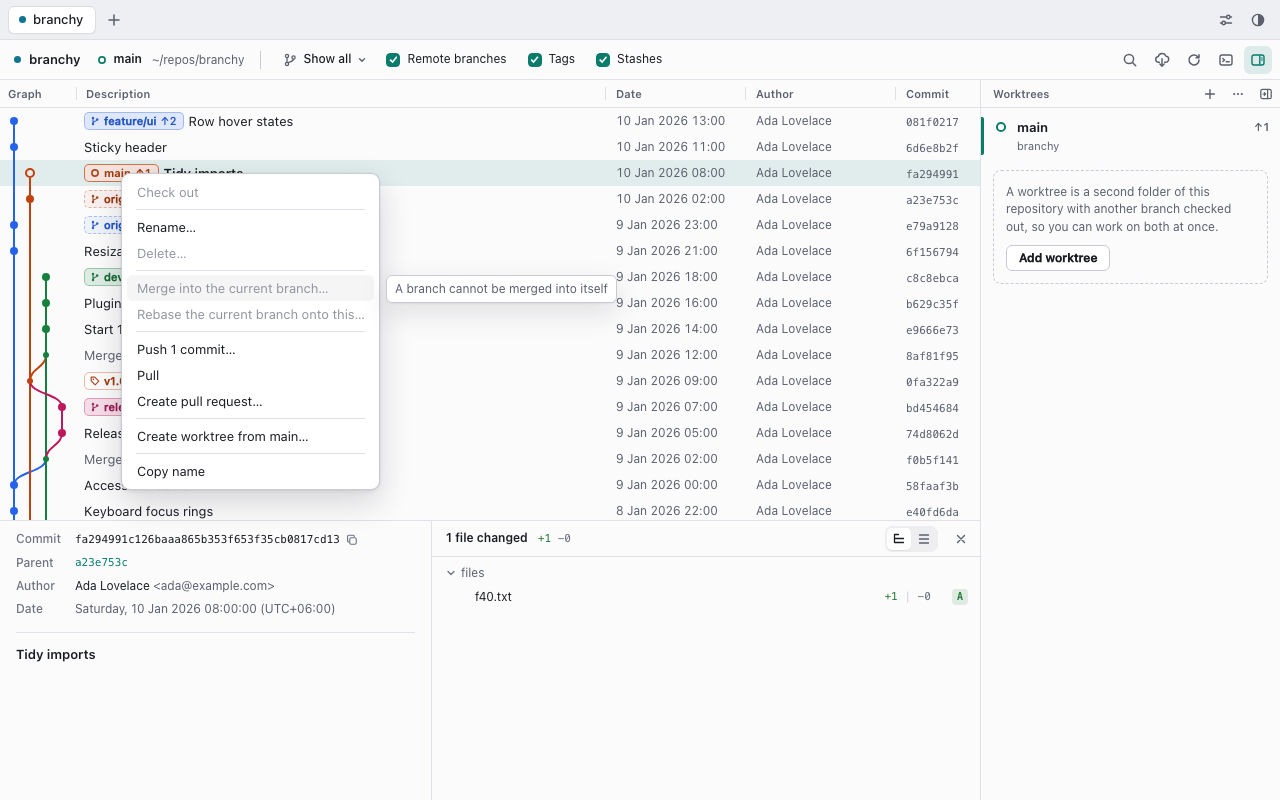 branchy
branchy main ~/repos/branchy Show all Remote branches Tags Stashes
Graph Description Date Author Commit Worktrees
feature/ui ↑2 Row hover states 10 Jan 2026 13:00 Ada Lovelace 081f0217
Sticky header 10 Jan 2026 11:00 Ada Lovelace 6d6e8b2f
10 Jan 2026 08:00 Ada Lovelace fa294991
10 Jan 2026 02:00 Ada Lovelace a23e753c
9 Jan 2026 23:00 Ada Lovelace e79a9128
9 Jan 2026 21:00 Ada Lovelace 6f156794
9 Jan 2026 18:00 Ada Lovelace c8c8ebca
Plugin 9 Jan 2026 16:00 Ada Lovelace b629c35f
Start 9 Jan 2026 14:00 Ada Lovelace e9666e73
Merge 9 Jan 2026 12:00 Ada Lovelace 8af81f95
9 Jan 2026 09:00 Ada Lovelace 0fa322a9
9 Jan 2026 07:00 Ada Lovelace bd454684
9 Jan 2026 05:00 Ada Lovelace 74d8062d
Merge 9 Jan 2026 02:00 Ada Lovelace f0b5f141
9 Jan 2026 00:00 Ada Lovelace 58faaf3b
Keyboard focus rings 8 Jan 2026 22:00 Ada Lovelace e40fd6da
Check out
Rename...
Delete...
Merge into the current branch...
Rebase the current branch onto this...
Push 1 commit...
Pull
Create pull request...
Create worktree from main...
Copy name
A branch cannot be merged into itself
main ↑1
branchy
A worktree is a second folder of this
repository with another branch checked
out, so you can work on both at once.
Add worktree
Commit fa294991c126baaa865b353f653f35cb0817cd13
Parent a23e753c
Author Ada Lovelace <ada@example.com>
Date Saturday, 10 Jan 2026 08:00:00 (UTC+06:00)
Tidy imports
1 file changed +1 −0
files
f40.txt +1 −0 A